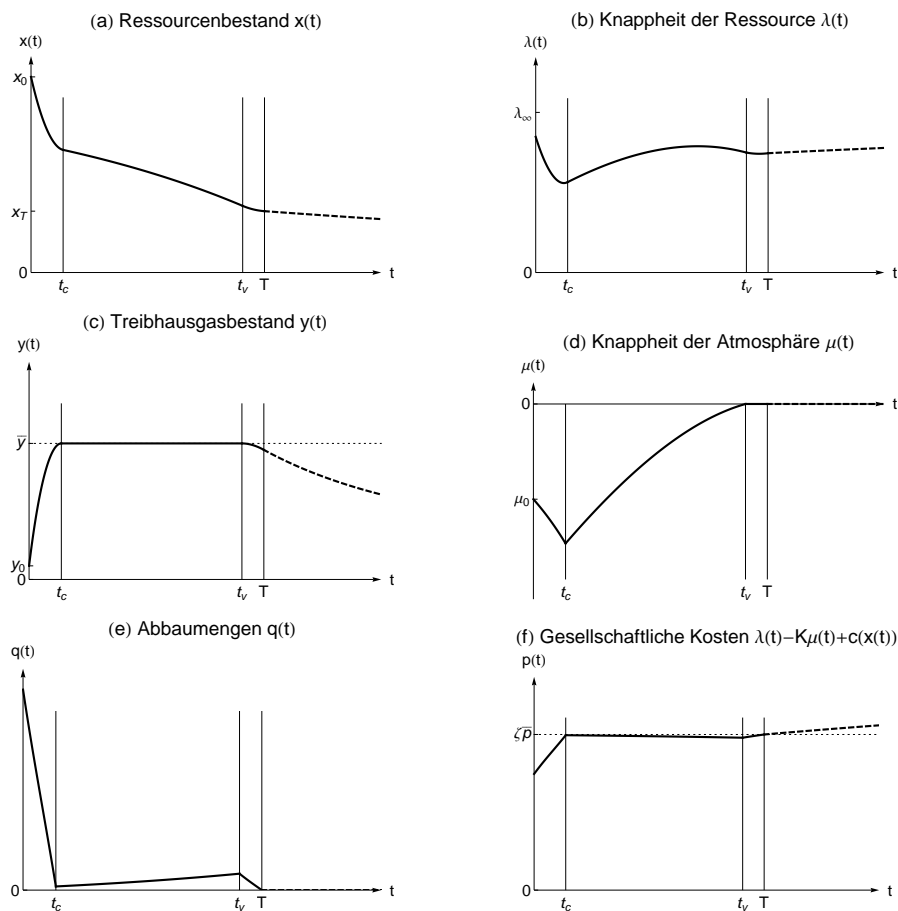 (a) Ressourcenbestand x(t)
x(t)
x0
xT
0
tc
tv
T
t
(b) Knappheit der Ressource λ(t)
λ(t)
λ∞
0
tc
tv
T
t
(c) Treibhausgasbestand y(t)
y(t)
y̅
y0
0
tc
tv
T
t
(d) Knappheit der Atmosphäre μ(t)
μ(t)
0
t
μ0
tc
tv
T
(e) Abbaumengen q(t)
q(t)
0
tc
tv
T
t
(f) Gesellschaftliche Kosten λ(t)−Kμ(t)+c(x(t))
p(t)
ζp̅
0
tc
tv
T
t